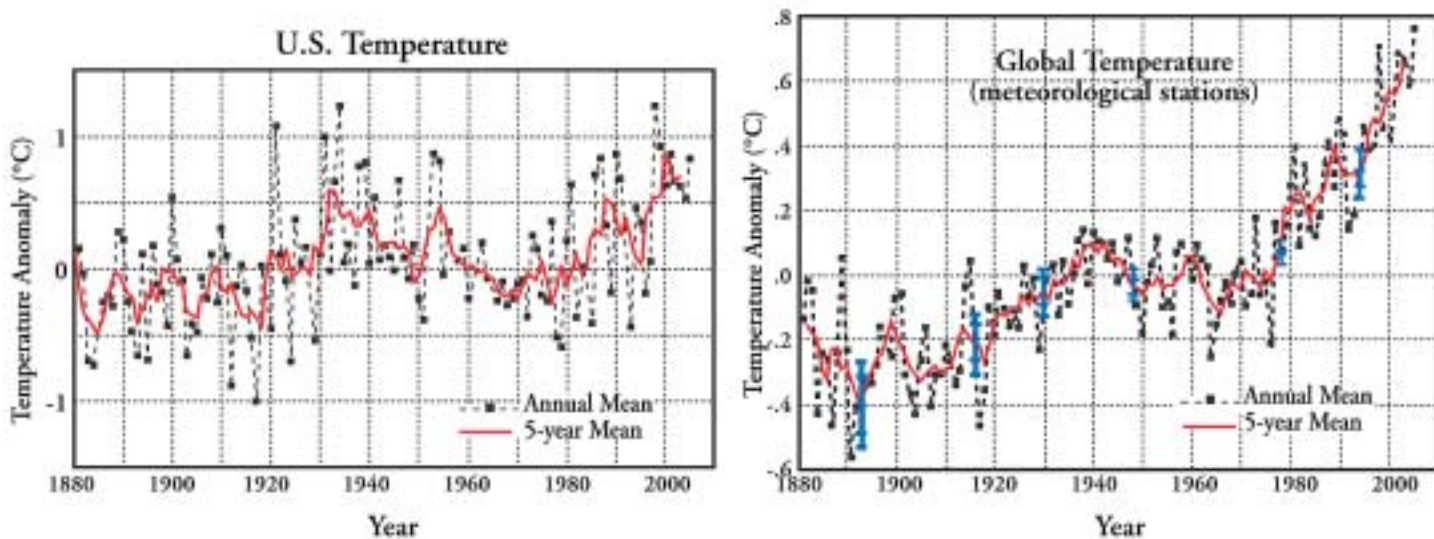 U.S. Temperature
Temperature Anomaly (°C)
1
0
-1
Annual Mean
5-year Mean
1880 1900 1920 1940 1960 1980 2000
Year
Global Temperature
(meteorological stations)
Temperature Anomaly (°C)
.8
.6
.4
.2
.0
-.2
-.4
-.6
Annual Mean
5-year Mean
1880 1900 1920 1940 1960 1980 2000
Year